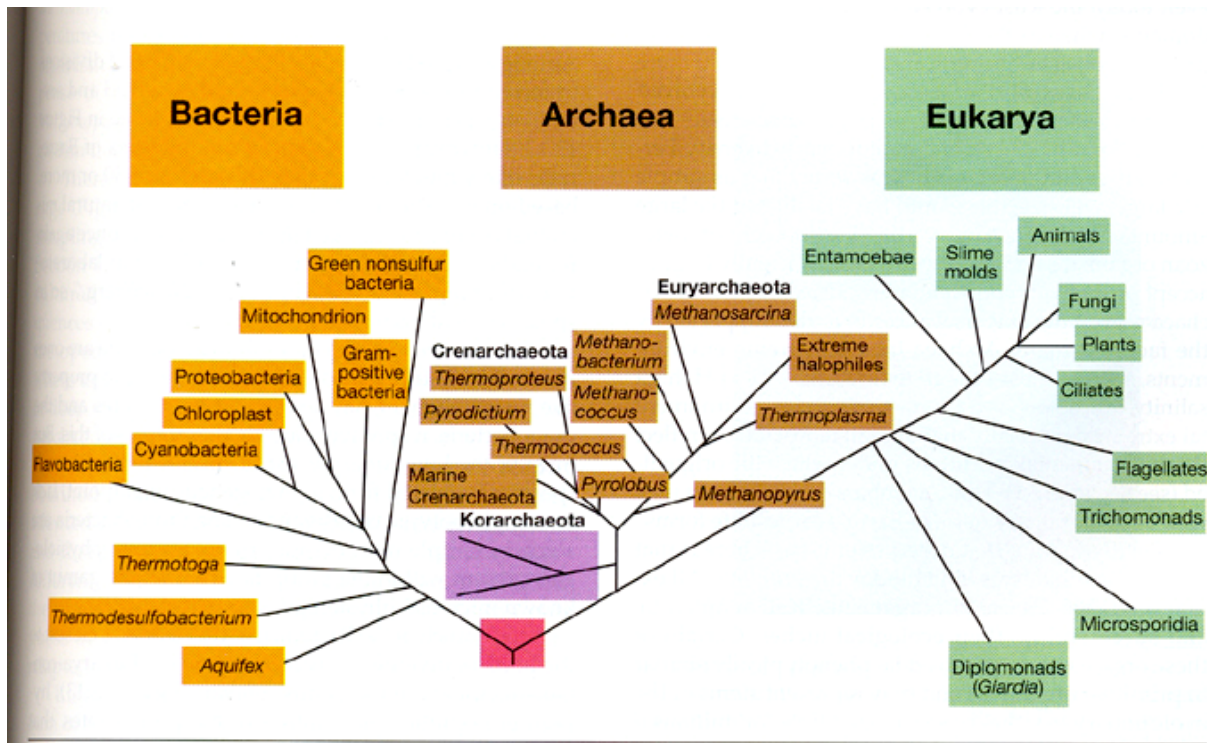 Bacteria
Archaea
Eukarya
Green nonsulfur
bacteria
Mitochondrion
Gram-
positive
bacteria
Proteobacteria
Chloroplast
Cyanobacteria
Flavobacteria
Thermotoga
Thermodesulfobacterium
Aquifex
Crenarchaeota
Thermoproteus
Pyrodictium
Thermococcus
Marine
Crenarchaeota
Pyrolobus
Korarchaeota
Euryarchaeota
Methanosarcina
Methano-
bacterium
Methano-
coccus
Extreme
halophiles
Thermoplasma
Methanopyrus
Entamoebae
Slime
molds
Animals
Fungi
Plants
Ciliates
Flagellates
Trichomonads
Microsporidia
Diplomonads
(Giardia)